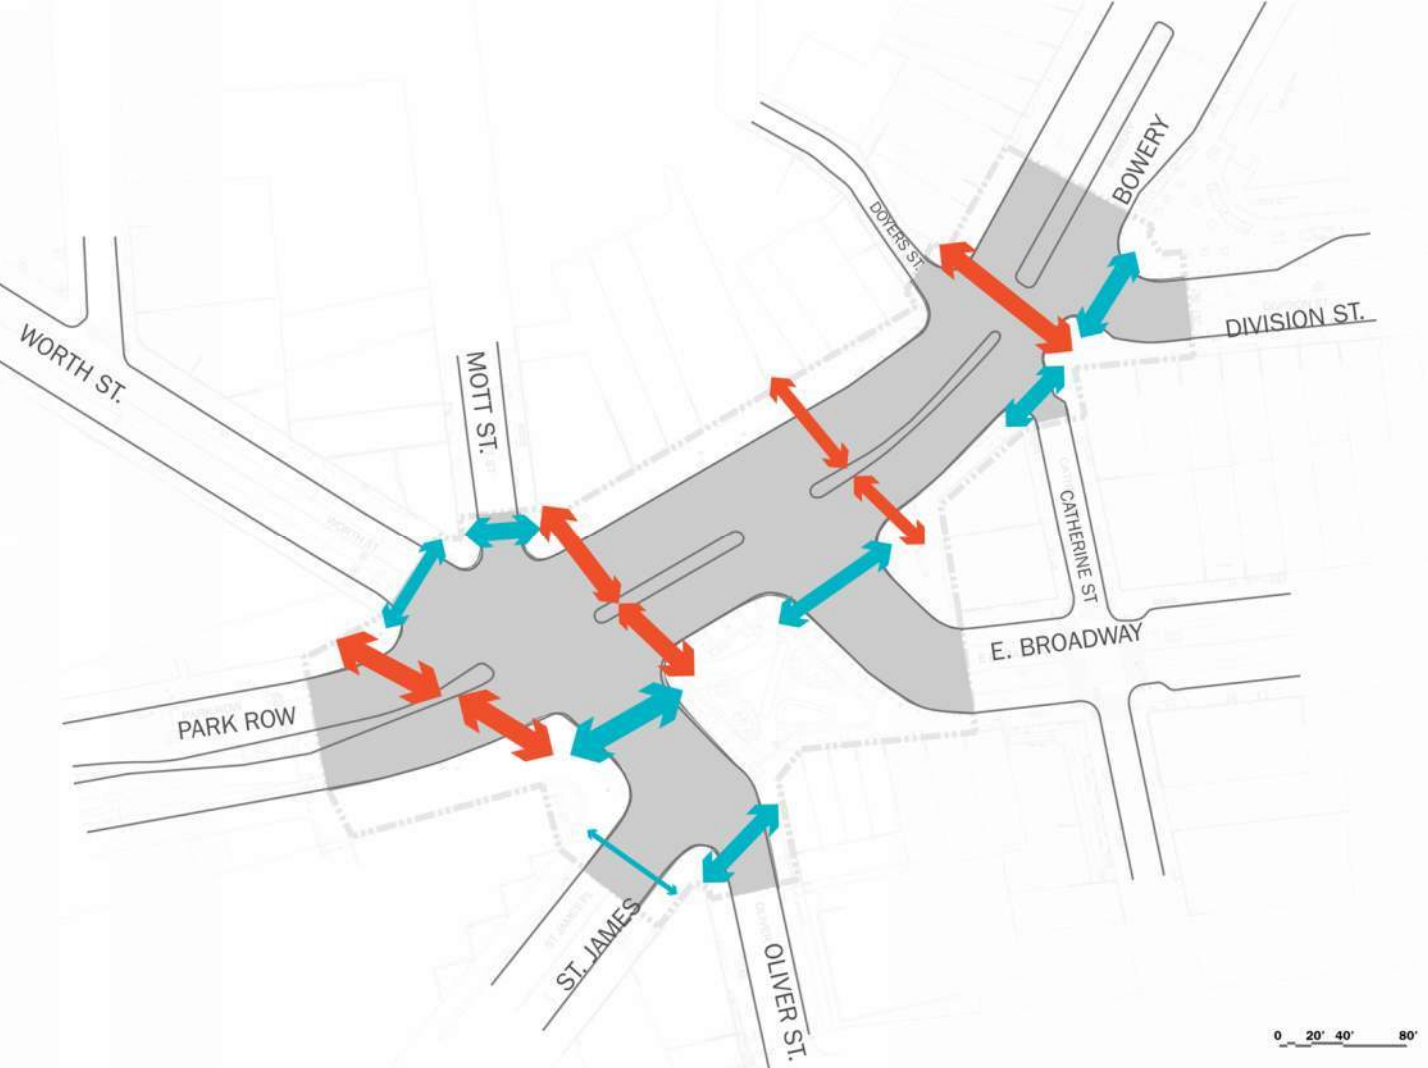 BOWERY
DOYERS ST.
DIVISION ST.
WORTH ST.
MOTT ST.
CATHERINE ST
E. BROADWAY
PARK ROW
ST. JAMES
OLIVER ST.
0 20' 40' 80'